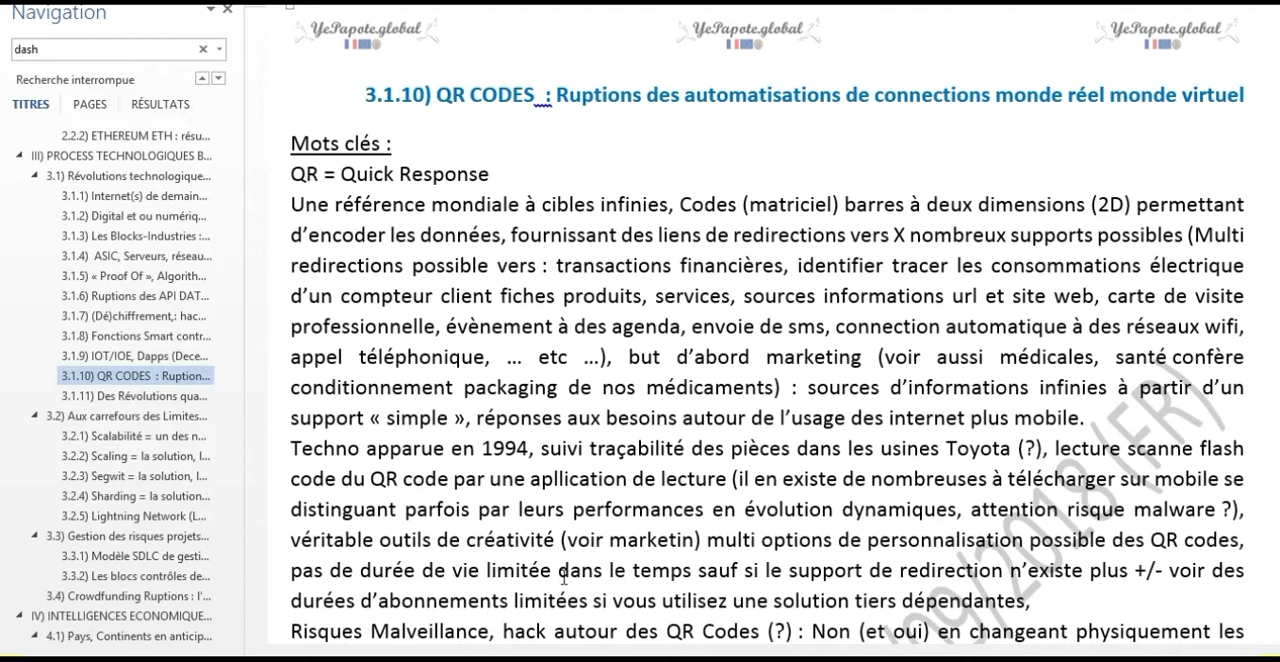 Navigation
dash
Recherche interrompue
TITRES PAGES RÉSULTATS
2.2.2) ETHEREUM ETH : résu...
III) PROCESS TECHNOLOGIQUES B...
3.1) Révolutions technologique...
3.1.1) Internet(s) de demain...
3.1.2) Digital et ou numériq...
3.1.3) Les Blocks-Industries :...
3.1.4) ASIC, Serveurs, réseau...
3.1.5) « Proof Of », Algorith...
3.1.6) Ruptions des API DAT...
3.1.7) (Dé)chiffrement,: hac...
3.1.8) Fonctions Smart contr...
3.1.9) IOT/IOE, Dapps (Dece...
3.1.10) QR CODES : Ruption...
3.1.11) Des Révolutions qua...
3.2) Aux carrefours des Limites...
3.2.1) Scalabilité = un des n...
3.2.2) Scaling = la solution, l...
3.2.3) Segwit = la solution, l...
3.2.4) Sharding = la solution...
3.2.5) Lightning Network (L...
3.3) Gestion des risques projets...
3.3.1) Modèle SDLC de gesti...
3.3.2) Les blocs contrôles de...
3.4) Crowdfunding Ruptions : l'...
IV) INTELLIGENCES ECONOMIQUE...
4.1) Pays, Continents en anticip...
YePapote.global YePapote.global YePapote.global
3.1.10) QR CODES : Ruptions des automatisations de connections monde réel monde virtuel
Mots clés :
QR = Quick Response
Une référence mondiale à cibles infinies, Codes (matriciel) barres à deux dimensions (2D) permettant
d'encoder les données, fournissant des liens de redirections vers X nombreux supports possibles (Multi
redirections possible vers : transactions financières, identifier tracer les consommations électrique
d'un compteur client fiches produits, services, sources informations url et site web, carte de visite
professionnelle, évènement à des agenda, envoie de sms, connection automatique à des réseaux wifi,
appel téléphonique, ... etc ...), but d'abord marketing (voir aussi médicales, santé confère
conditionnement packaging de nos médicaments) : sources d'informations infinies à partir d'un
support « simple », réponses aux besoins autour de l'usage des internet plus mobile.
Techno apparue en 1994, suivi traçabilité des pièces dans les usines Toyota (?), lecture scanne flash
code du QR code par une apllication de lecture (il en existe de nombreuses à télécharger sur mobile se
distinguant parfois par leurs performances en évolution dynamiques, attention risque malware ?),
véritable outils de créativité (voir marketin) multi options de personnalisation possible des QR codes,
pas de durée de vie limitée dans le temps sauf si le support de redirection n'existe plus +/- voir des
durées d'abonnements limitées si vous utilisez une solution tiers dépendantes,
Risques Malveillance, hack autour des QR Codes (?) : Non (et oui) en changeant physiquement les
09/2018 (FR)